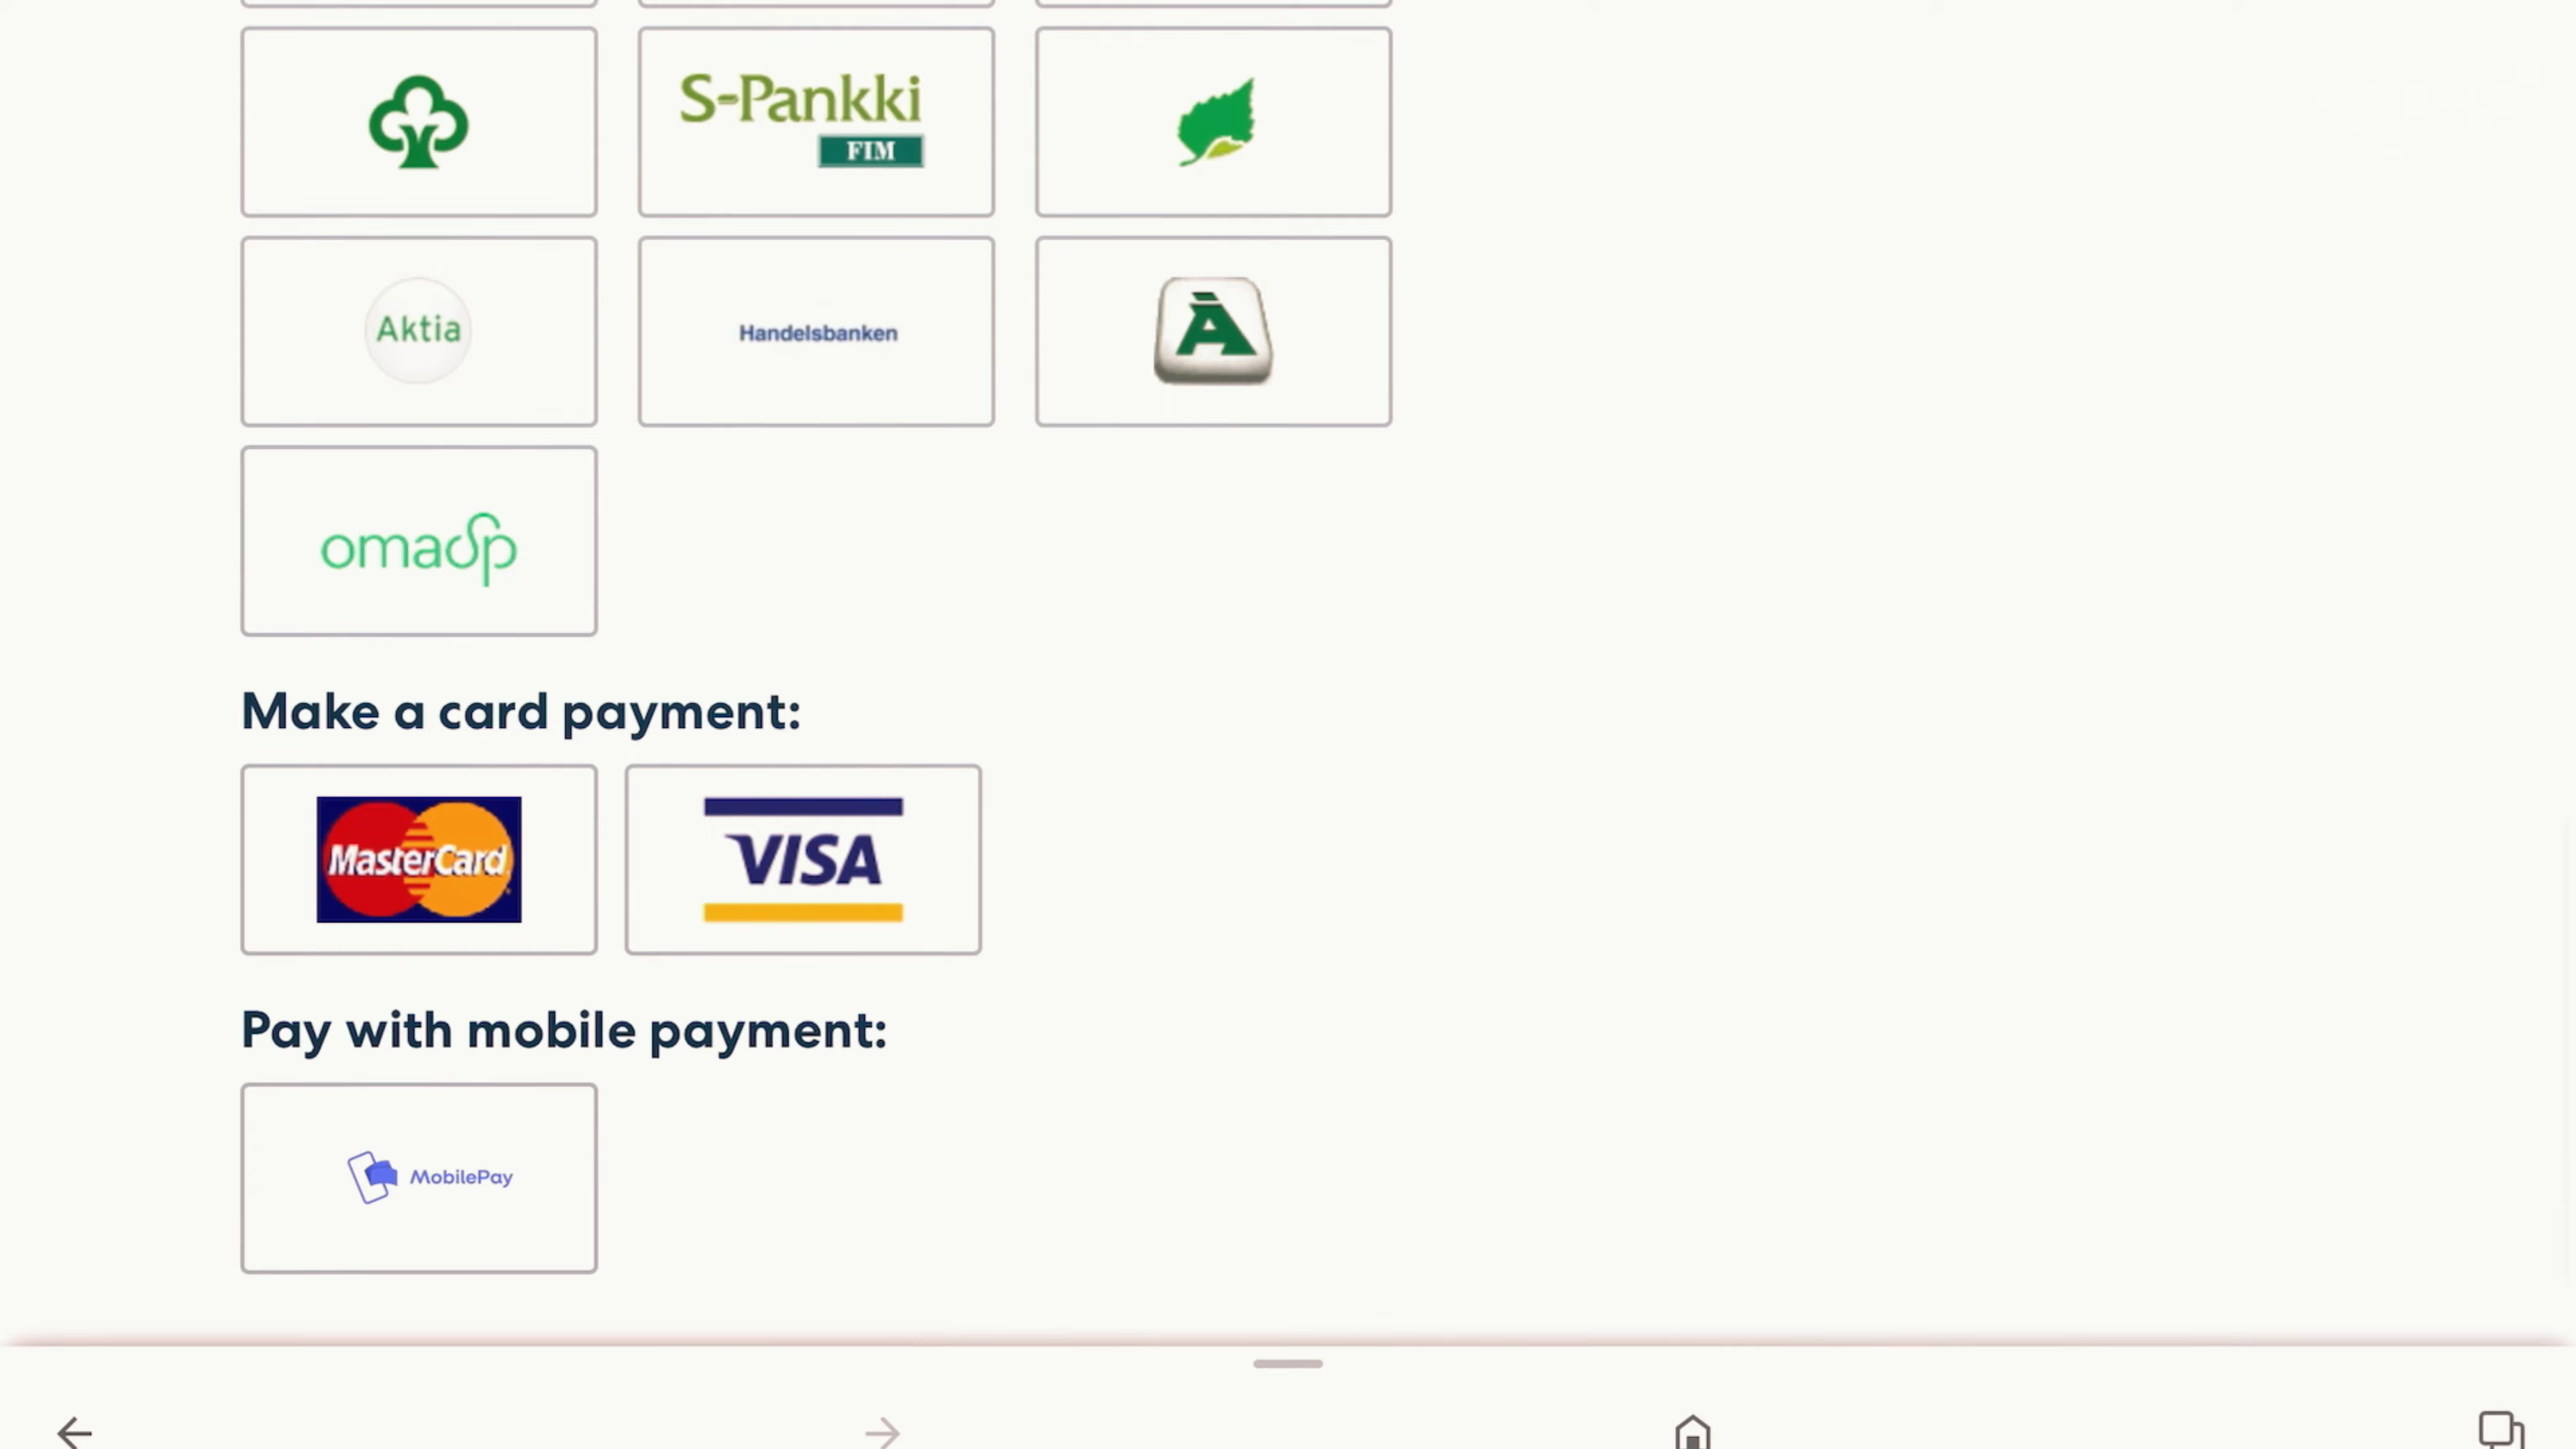 S-Pankki
FIM
Aktia
Handelsbanken
omasp
Make a card payment:
MasterCard
VISA
Pay with mobile payment:
MobilePay